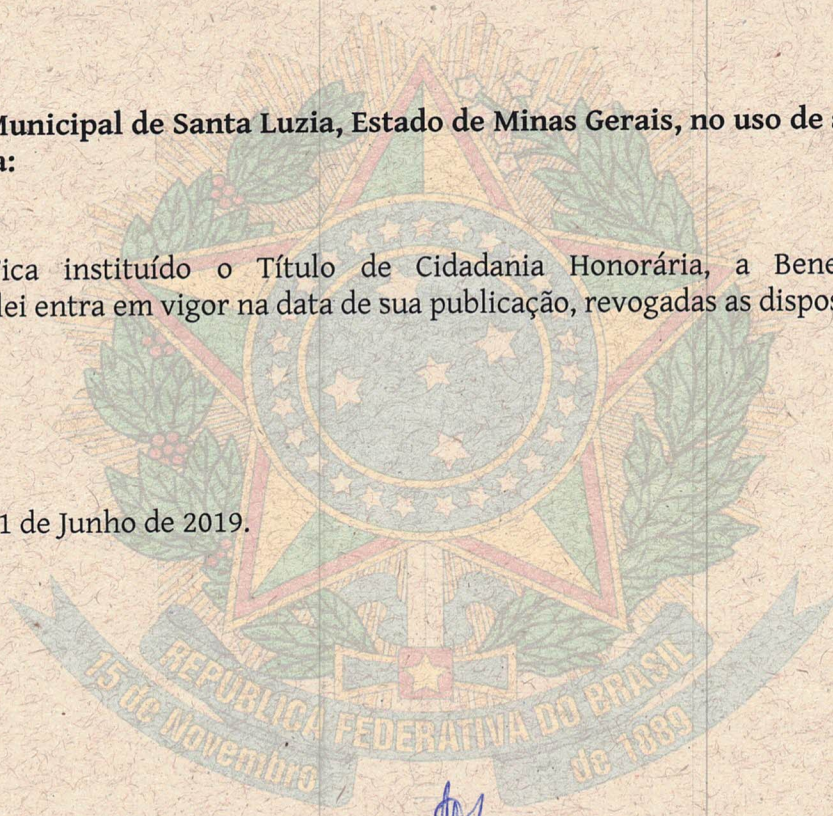 Municipal de Santa Luzia, Estado de Minas Gerais, no uso de
a:
ica instituído o Título de Cidadania Honorária, a Bene
lei entra em vigor na data de sua publicação, revogadas as dispos
1 de Junho de 2019.
REPÚBLICA FEDERATIVA DO BRASIL
15 de Novembro de 1889